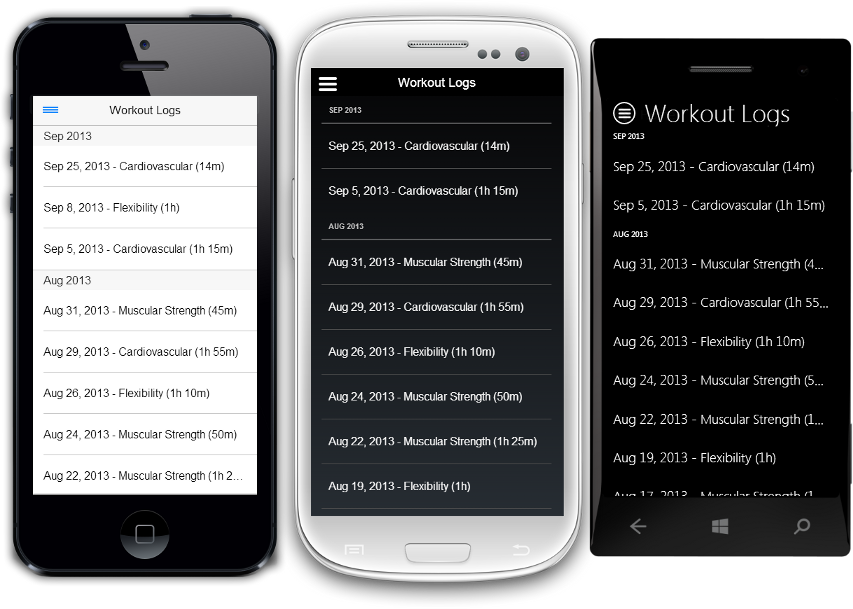 Workout Logs
Sep 2013
Sep 25, 2013 - Cardiovascular (14m)
Sep 8, 2013 - Flexibility (1h)
Sep 5, 2013 - Cardiovascular (1h 15m)
Aug 2013
Aug 31, 2013 - Muscular Strength (45m)
Aug 29, 2013 - Cardiovascular (1h 55m)
Aug 26, 2013 - Flexibility (1h 10m)
Aug 24, 2013 - Muscular Strength (50m)
Aug 22, 2013 - Muscular Strength (1h 2...
Workout Logs
SEP 2013
Sep 25, 2013 - Cardiovascular (14m)
Sep 5, 2013 - Cardiovascular (1h 15m)
AUG 2013
Aug 31, 2013 - Muscular Strength (45m)
Aug 29, 2013 - Cardiovascular (1h 55m)
Aug 26, 2013 - Flexibility (1h 10m)
Aug 24, 2013 - Muscular Strength (50m)
Aug 22, 2013 - Muscular Strength (1h 25m)
Aug 19, 2013 - Flexibility (1h)
Workout Logs
SEP 2013
Sep 25, 2013 - Cardiovascular (14m)
Sep 5, 2013 - Cardiovascular (1h 15m)
AUG 2013
Aug 31, 2013 - Muscular Strength (4...
Aug 29, 2013 - Cardiovascular (1h 55...
Aug 26, 2013 - Flexibility (1h 10m)
Aug 24, 2013 - Muscular Strength (5...
Aug 22, 2013 - Muscular Strength (1...
Aug 19, 2013 - Flexibility (1h)
Aug 17, 2013 - Muscular Strength (1...